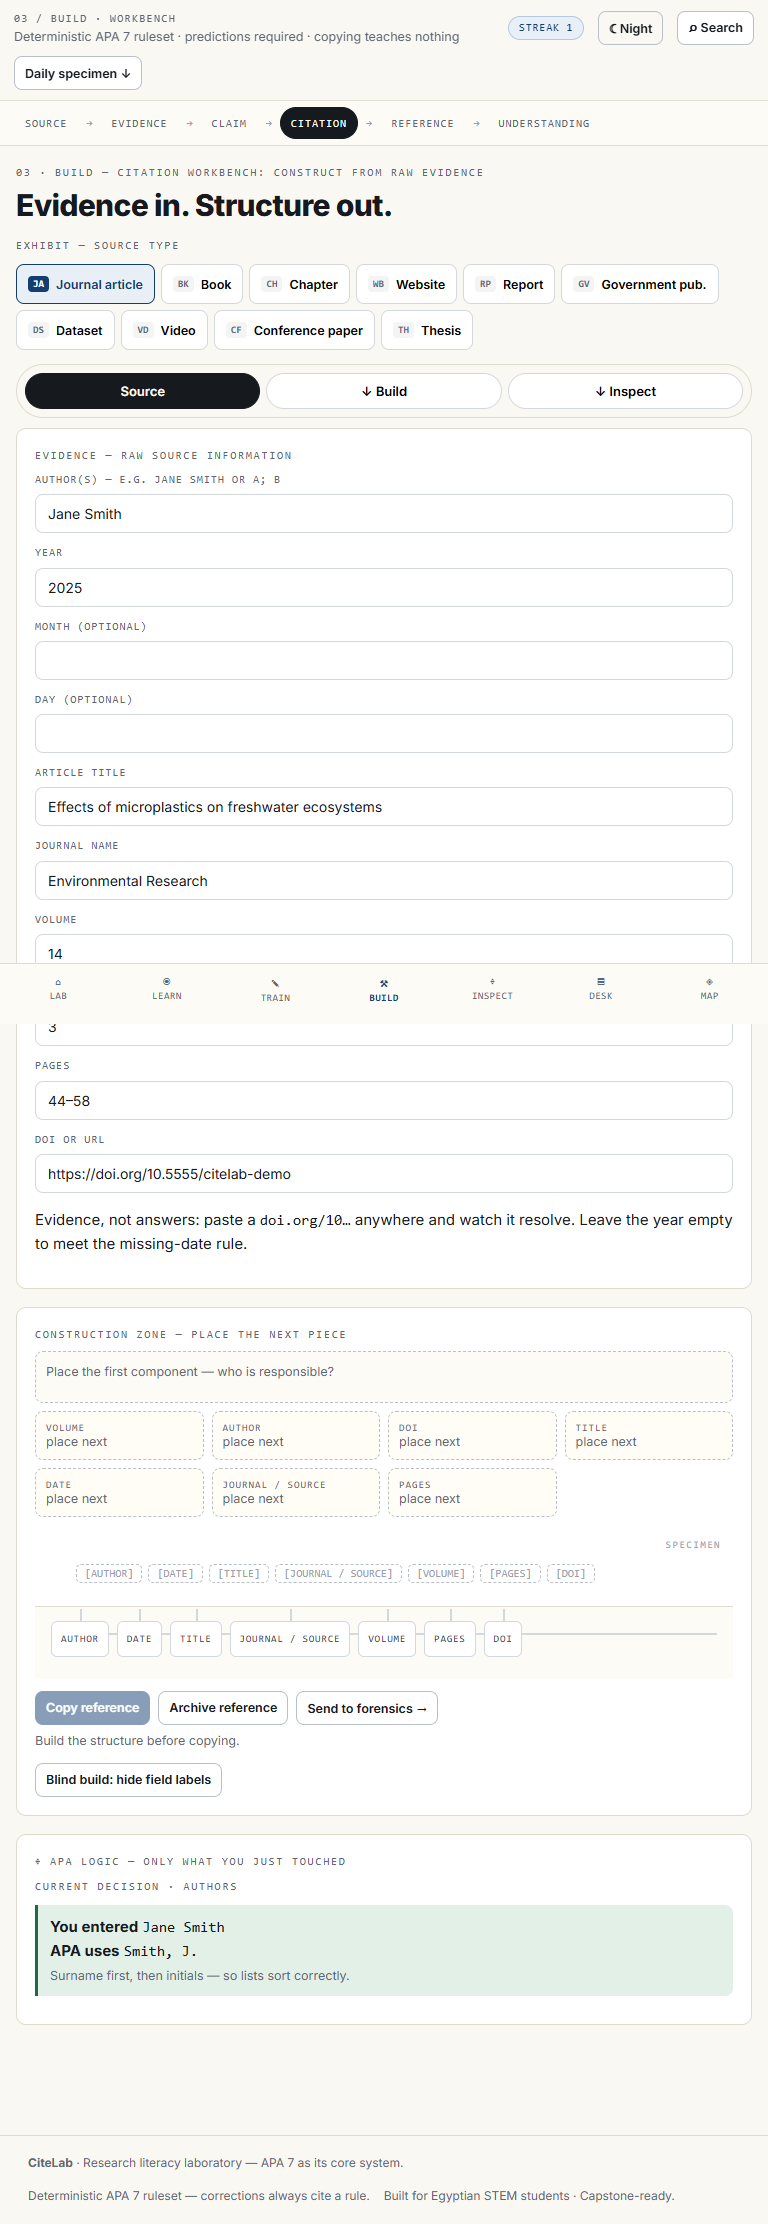 03 / BUILD · WORKBENCH
Deterministic APA 7 ruleset · predictions required · copying teaches nothing
STREAK 1
☾ Night
⌕ Search
Daily specimen ↓
SOURCE → EVIDENCE → CLAIM → CITATION → REFERENCE → UNDERSTANDING
03 · BUILD — CITATION WORKBENCH: CONSTRUCT FROM RAW EVIDENCE
Evidence in. Structure out.
EXHIBIT — SOURCE TYPE
JA Journal article
BK Book
CH Chapter
WB Website
RP Report
GV Government pub.
DS Dataset
VD Video
CF Conference paper
TH Thesis
Source
↓ Build
↓ Inspect
EVIDENCE — RAW SOURCE INFORMATION
AUTHOR(S) — E.G. JANE SMITH OR A; B
Jane Smith
YEAR
2025
MONTH (OPTIONAL)
DAY (OPTIONAL)
ARTICLE TITLE
Effects of microplastics on freshwater ecosystems
JOURNAL NAME
Environmental Research
VOLUME
14
LAB
LEARN
TRAIN
BUILD
INSPECT
DESK
MAP
3
PAGES
44–58
DOI OR URL
https://doi.org/10.5555/citelab-demo
Evidence, not answers: paste a doi.org/10… anywhere and watch it resolve. Leave the year empty
to meet the missing-date rule.
CONSTRUCTION ZONE — PLACE THE NEXT PIECE
Place the first component — who is responsible?
VOLUME
place next
AUTHOR
place next
DOI
place next
TITLE
place next
DATE
place next
JOURNAL / SOURCE
place next
PAGES
place next
SPECIMEN
[AUTHOR] [DATE] [TITLE] [JOURNAL / SOURCE] [VOLUME] [PAGES] [DOI]
AUTHOR DATE TITLE JOURNAL / SOURCE VOLUME PAGES DOI
Copy reference
Archive reference
Send to forensics →
Build the structure before copying.
Blind build: hide field labels
⌖ APA LOGIC — ONLY WHAT YOU JUST TOUCHED
CURRENT DECISION · AUTHORS
You entered Jane Smith
APA uses Smith, J.
Surname first, then initials — so lists sort correctly.
CiteLab · Research literacy laboratory — APA 7 as its core system.
Deterministic APA 7 ruleset — corrections always cite a rule. Built for Egyptian STEM students · Capstone-ready.